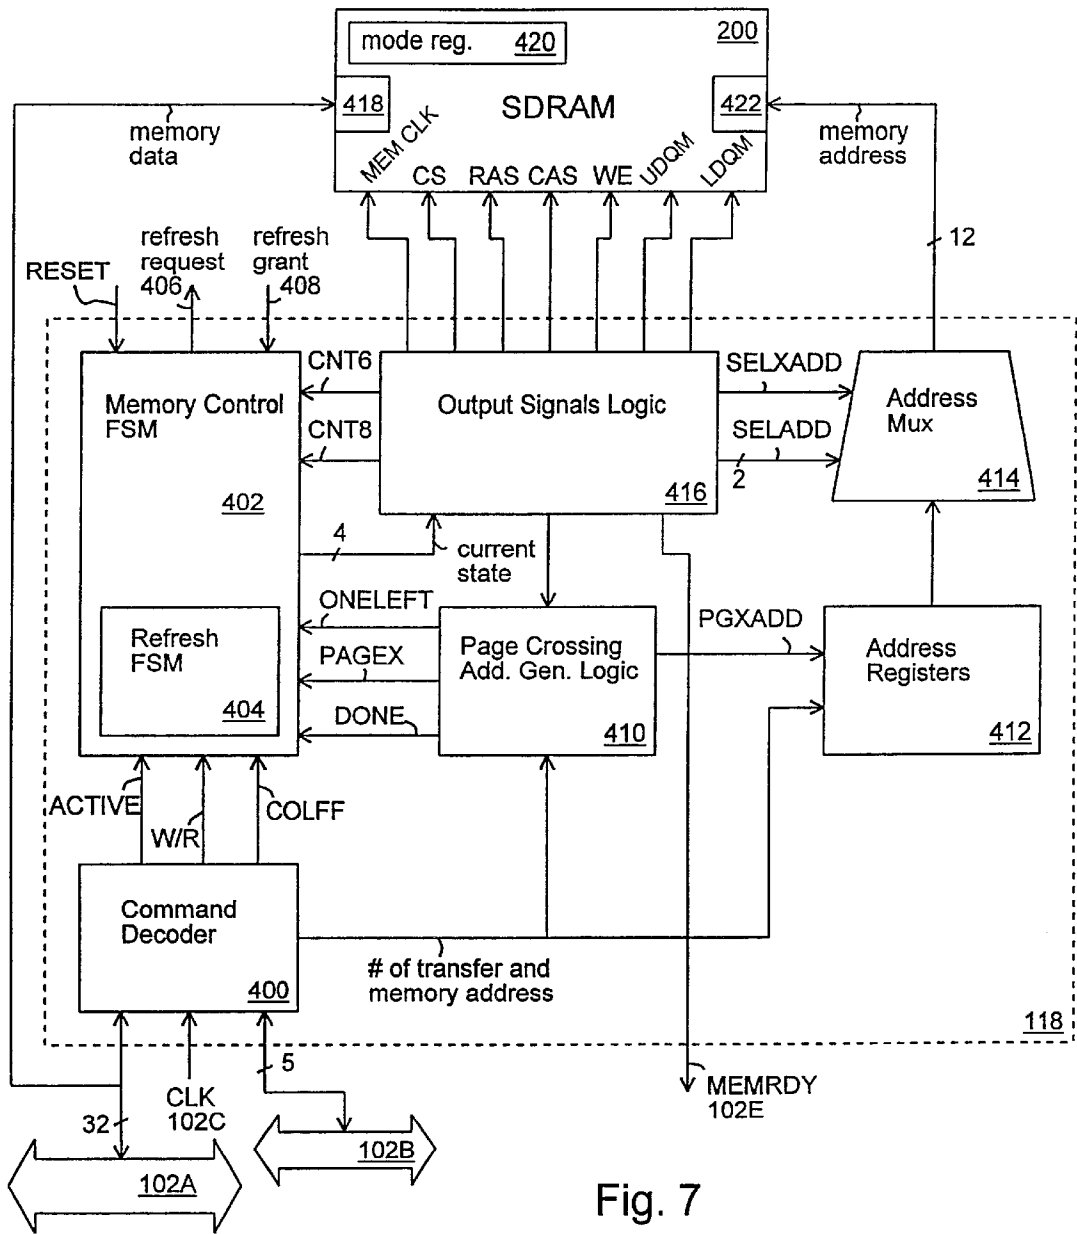 mode reg. 420
200
418
SDRAM
422
memory
data
memory
address
MEM CLK
CS
RAS
CAS
WE
UDQM
LDQM
12
RESET
refresh
request
406
refresh
grant
408
CNT6
CNT8
Memory Control
FSM
402
Output Signals Logic
416
SELXADD
SELADD
2
Address
Mux
414
4
current
state
ONELEFT
PAGEX
DONE
Refresh
FSM
404
Page Crossing
Add. Gen. Logic
410
PGXADD
Address
Registers
412
ACTIVE
W/R
COLFF
Command
Decoder
400
# of transfer and
memory address
118
32
CLK
102C
5
MEMRDY
102E
102A
102B
Fig. 7